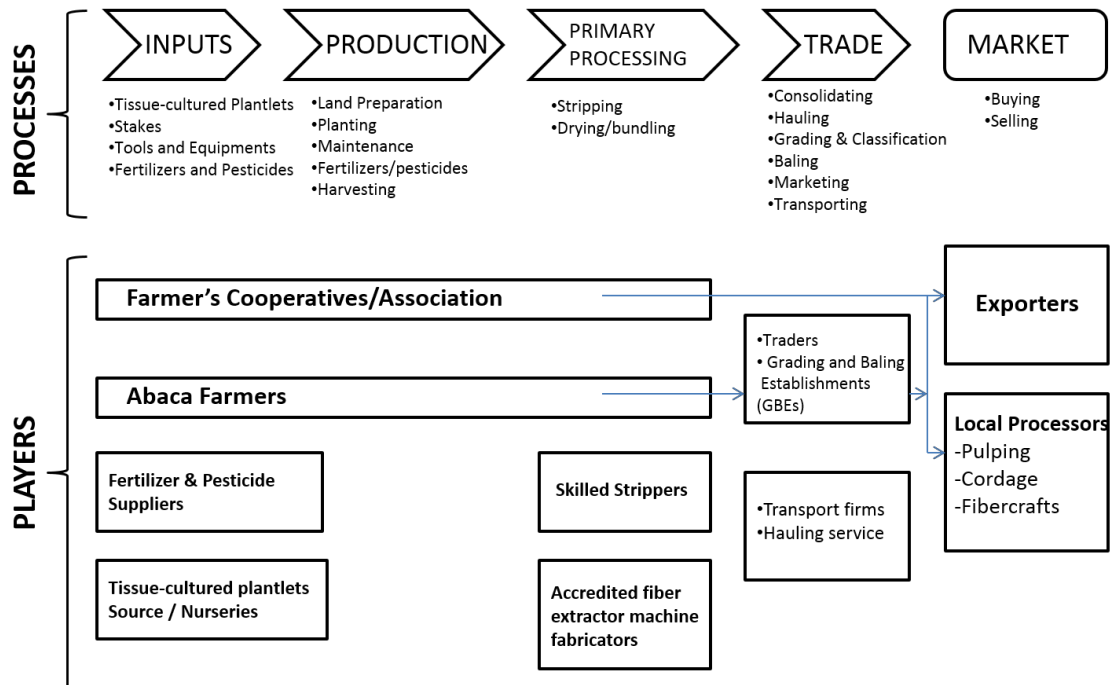 PROCESSES
INPUTS
•Tissue-cultured Plantlets
•Stakes
•Tools and Equipments
•Fertilizers and Pesticides
PRODUCTION
•Land Preparation
•Planting
•Maintenance
•Fertilizers/pesticides
•Harvesting
PRIMARY
PROCESSING
•Stripping
•Drying/bundling
TRADE
•Consolidating
•Hauling
•Grading & Classification
•Baling
•Marketing
•Transporting
MARKET
•Buying
•Selling
PLAYERS
Farmer’s Cooperatives/Association
Abaca Farmers
Fertilizer & Pesticide
Suppliers
Tissue-cultured plantlets
Source / Nurseries
Skilled Strippers
Accredited fiber
extractor machine
fabricators
•Traders
• Grading and Baling
Establishments
(GBEs)
•Transport firms
•Hauling service
Exporters
Local Processors
-Pulping
-Cordage
-Fibercrafts